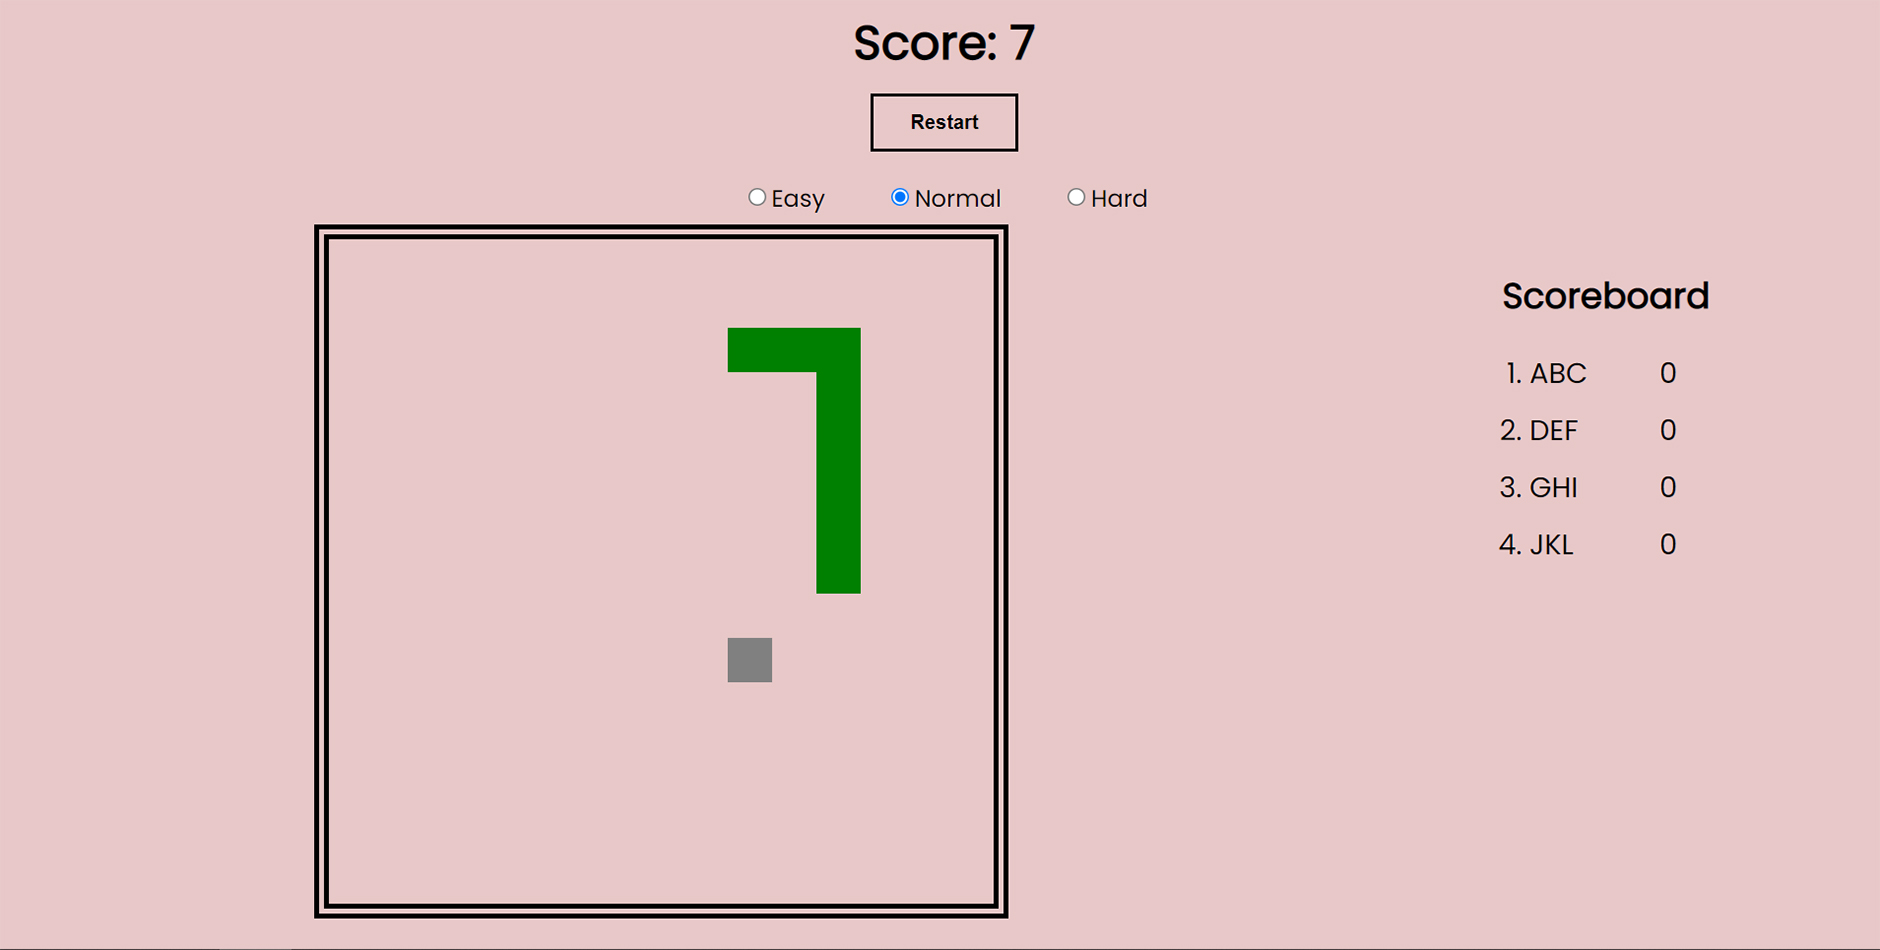 Score: 7
Restart
Easy Normal Hard
Scoreboard
1. ABC 0
2. DEF 0
3. GHI 0
4. JKL 0